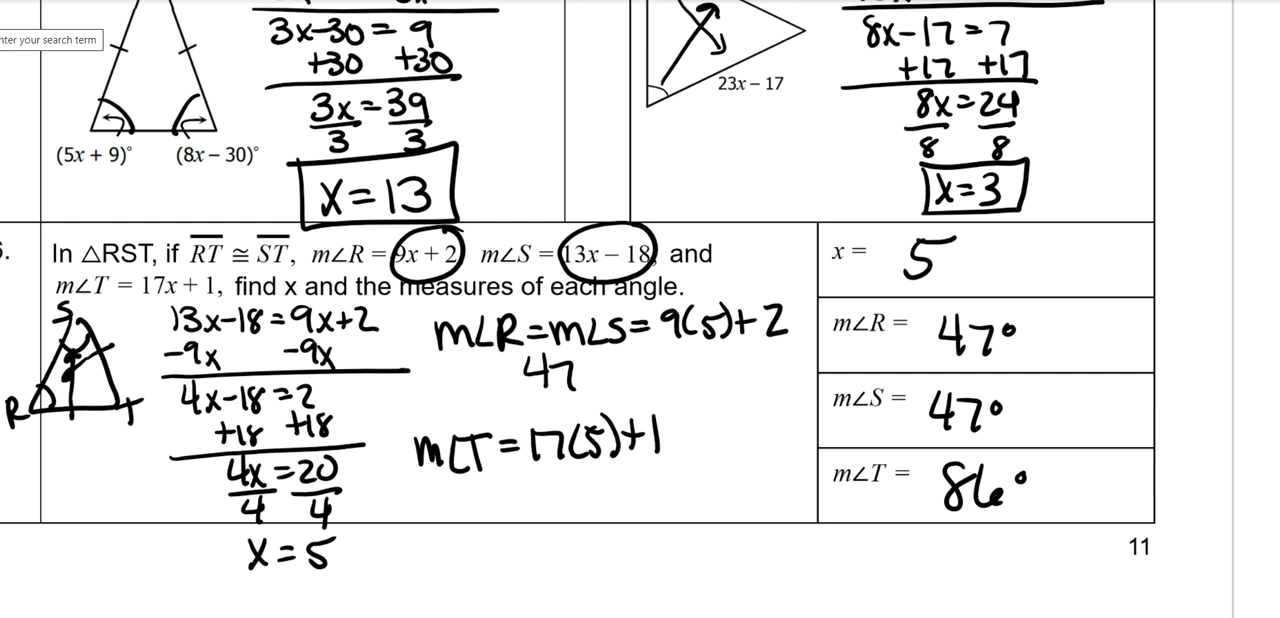 nter your search term
3x-30=9
+30 +30
3x=39
3 3
x=13
(5x + 9)°
(8x – 30)°
23x – 17
8x-17=7
+17 +17
8x=24
8 8
x=3
In △RST, if RT ≅ ST, m∠R = 9x + 2, m∠S = 13x – 18, and
m∠T = 17x + 1, find x and the measures of each angle.
S
R
T
13x-18=9x+2
-9x -9x
4x-18=2
+18 +18
4x=20
4 4
x=5
m∠R=m∠S=9(5)+2
47
m∠T=17(5)+1
x = 5
m∠R = 47°
m∠S = 47°
m∠T = 86°
11